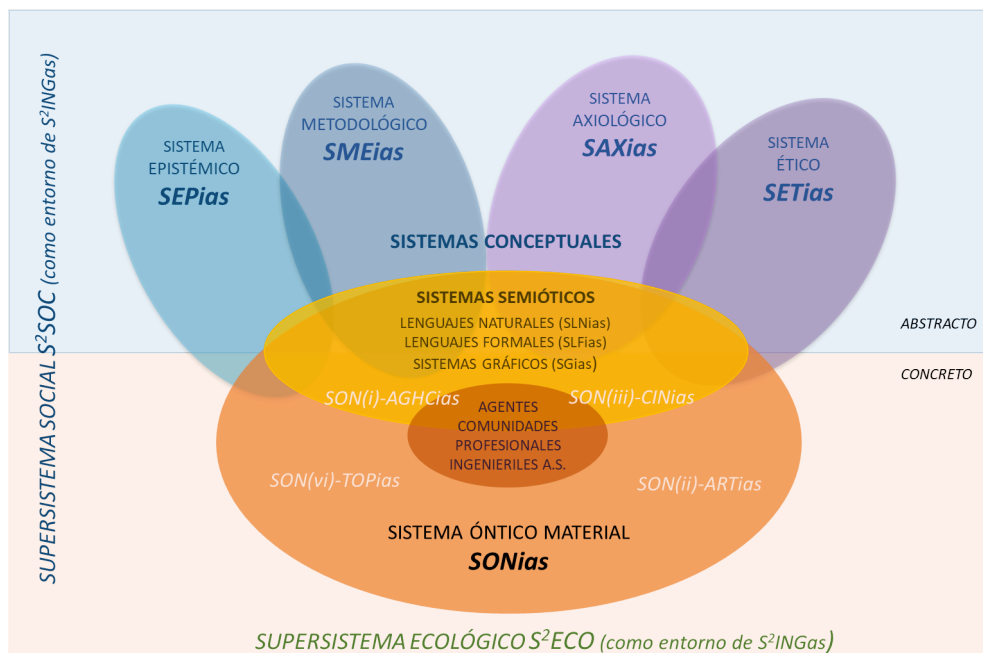 SUPERSISTEMA SOCIAL S²SOC (como entorno de S²INGas)
SISTEMA
EPISTÉMICO
SEPias
SISTEMA
METODOLÓGICO
SMEias
SISTEMA
AXIOLÓGICO
SAXias
SISTEMA
ÉTICO
SETias
SISTEMAS CONCEPTUALES
SISTEMAS SEMIÓTICOS
LENGUAJES NATURALES (SLNias)
LENGUAJES FORMALES (SLFias)
SISTEMAS GRÁFICOS (SGias)
ABSTRACTO
CONCRETO
SON(i)-AGHCias
SON(iii)-CINias
AGENTES
COMUNIDADES
PROFESIONALES
INGENIERILES A.S.
SON(vi)-TOPias
SON(ii)-ARTias
SISTEMA ÓNTICO MATERIAL
SONias
SUPERSISTEMA ECOLÓGICO S²ECO (como entorno de S²INGas)